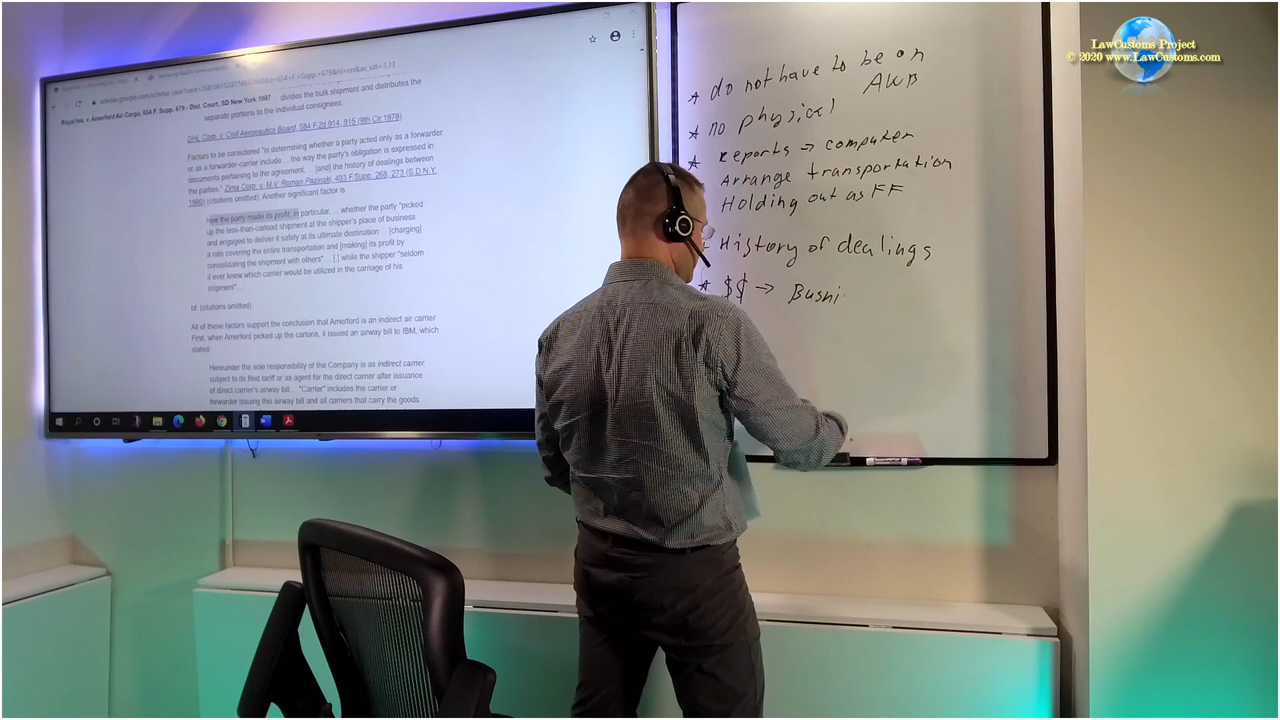 Royal Ins. v. Amerford Air Cargo, 654 F. Supp. 679 - Dist. Court, SD New York 1987
divides the bulk shipment and distributes the
separate portions to the individual consignees.
DHL Corp. v. Civil Aeronautics Board, 584 F.2d 914, 915 (9th Cir.1978).
Factors to be considered "in determining whether a party acted only as a forwarder
or as a forwarder-carrier include... the way the party's obligation is expressed in
documents pertaining to the agreement, ... [and] the history of dealings between
the parties." Zima Corp. v. M.V. Roman Pazinski, 493 F.Supp. 268, 273 (S.D.N.Y.
1980) (citations omitted). Another significant factor is
how the party made its profit, in particular, ... whether the party "picked
up the less-than-carload shipment at the shipper's place of business
and engaged to deliver it safely at its ultimate destination ... [charging]
a rate covering the entire transportation and [making] its profit by
consolidating the shipment with others" ... [,] while the shipper "seldom
if ever knew which carrier would be utilized in the carriage of his
shipment"...
Id. (citations omitted).
All of these factors support the conclusion that Amerford is an indirect air carrier
First, when Amerford picked up the cartons, it issued an airway bill to IBM, which
stated:
Hereunder the sole responsibility of the Company is as indirect carrier,
subject to its filed tariff or as agent for the direct carrier after issuance
of direct carrier's airway bill.... "Carrier" includes the carrier or
forwarder issuing this airway bill and all carriers that carry the goods
* do not have to be on
AWB
* no physical
* Reports → computer
Arrange transportation
Holding out as FF
History of dealings
* $$ → Busni
LawCustoms Project
© 2020 www.LawCustoms.com